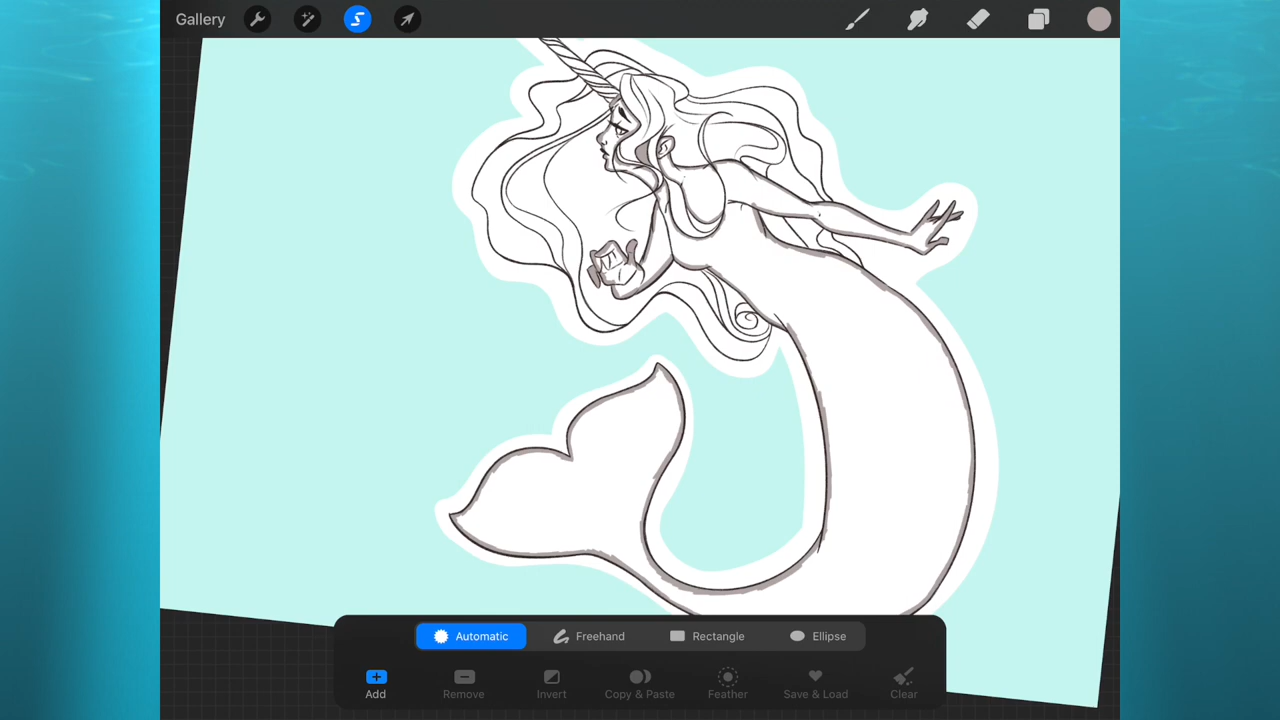 Gallery
Automatic Freehand Rectangle Ellipse
Add Remove Invert Copy & Paste Feather Save & Load Clear